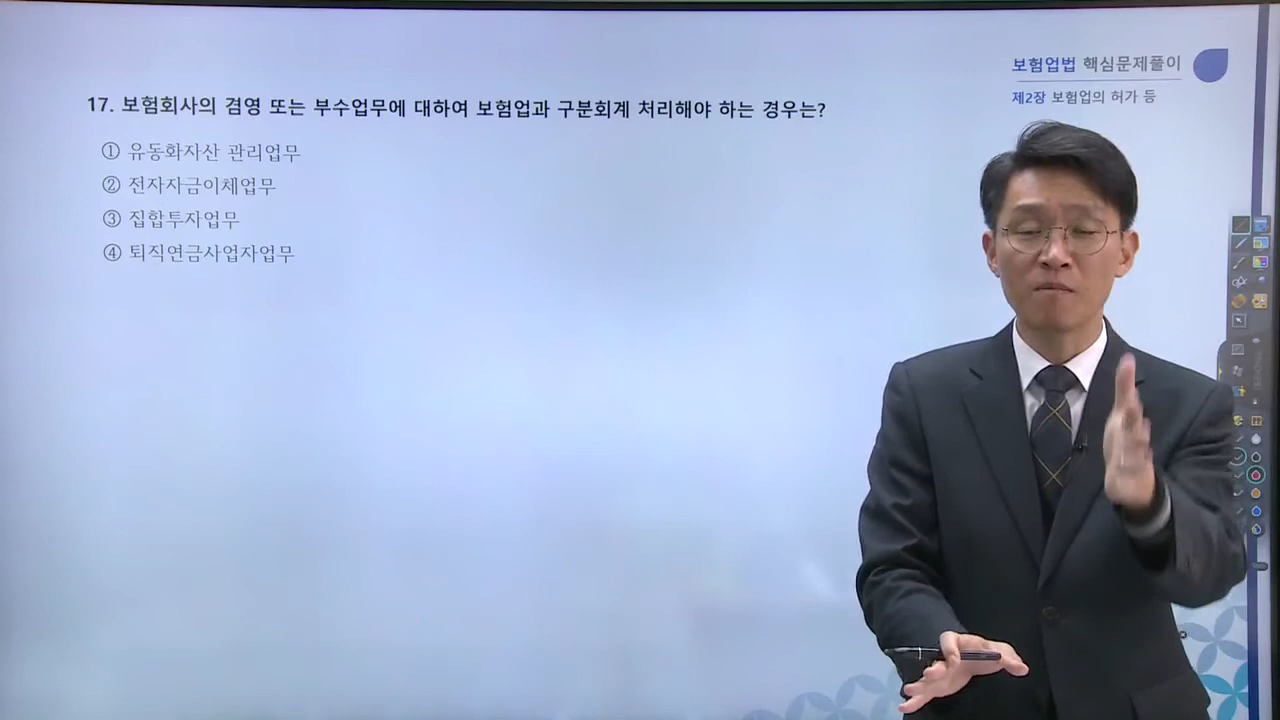 보험업법 핵심문제풀이
제2장 보험업의 허가 등
17. 보험회사의 겸영 또는 부수업무에 대하여 보험업과 구분회계 처리해야 하는 경우는?
① 유동화자산 관리업무
② 전자자금이체업무
③ 집합투자업무
④ 퇴직연금사업자업무